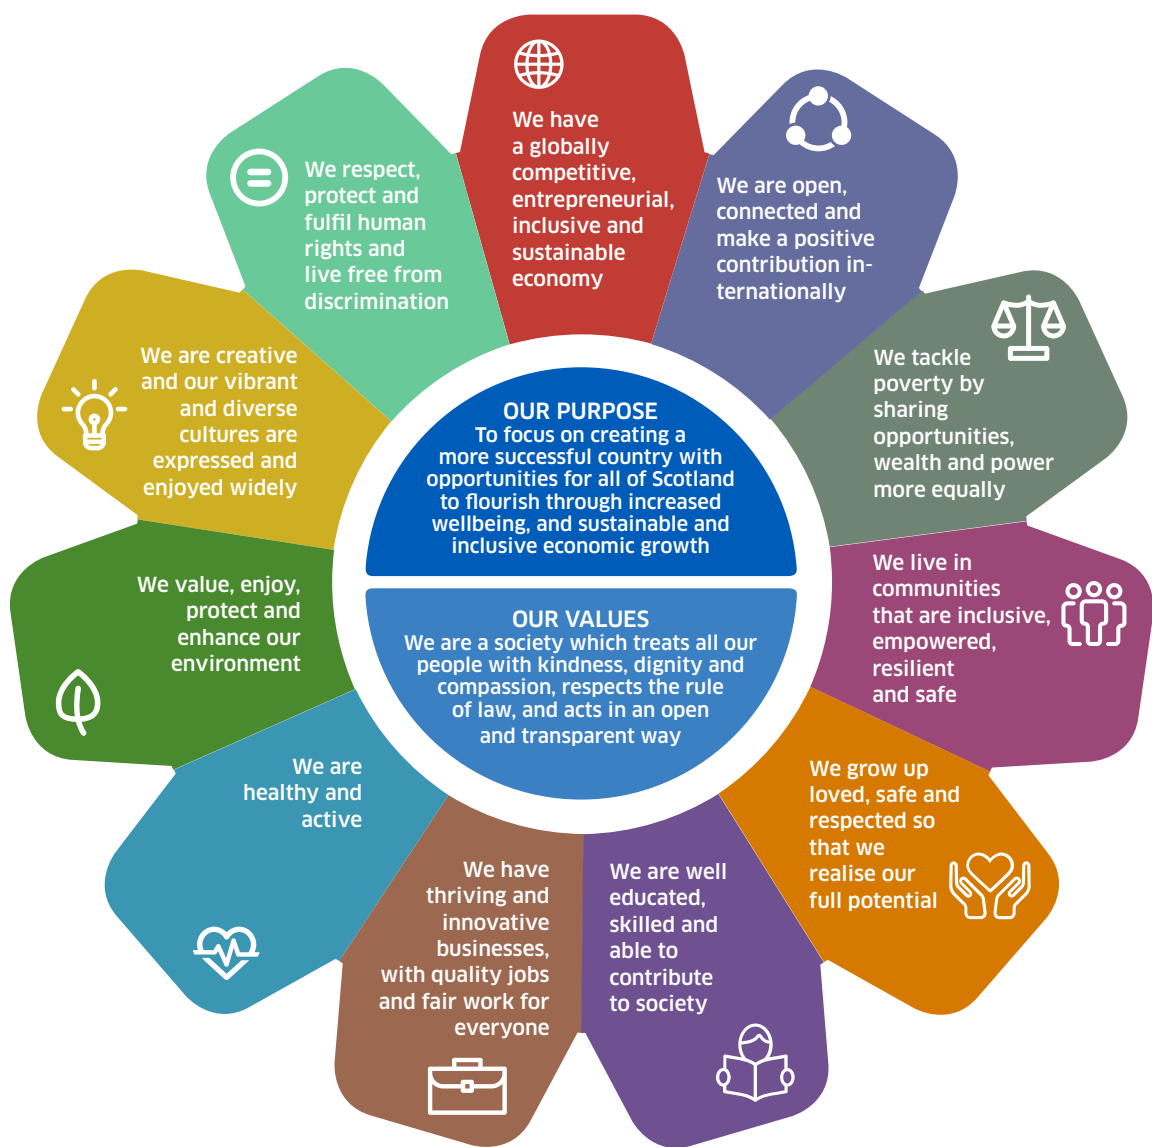 We have
a globally
competitive,
entrepreneurial,
inclusive and
sustainable
economy
We are open,
connected and
make a positive
contribution in-
ternationally
We tackle
poverty by
sharing
opportunities,
wealth and power
more equally
We live in
communities
that are inclusive,
empowered,
resilient
and safe
We grow up
loved, safe and
respected so
that we
realise our
full potential
We are well
educated,
skilled and
able to
contribute
to society
We have
thriving and
innovative
businesses,
with quality jobs
and fair work for
everyone
We are
healthy and
active
We value, enjoy,
protect and
enhance our
environment
We are creative
and our vibrant
and diverse
cultures are
expressed and
enjoyed widely
We respect,
protect and
fulfil human
rights and
live free from
discrimination
OUR PURPOSE
To focus on creating a
more successful country with
opportunities for all of Scotland
to flourish through increased
wellbeing, and sustainable and
inclusive economic growth
OUR VALUES
We are a society which treats all our
people with kindness, dignity and
compassion, respects the rule
of law, and acts in an open
and transparent way